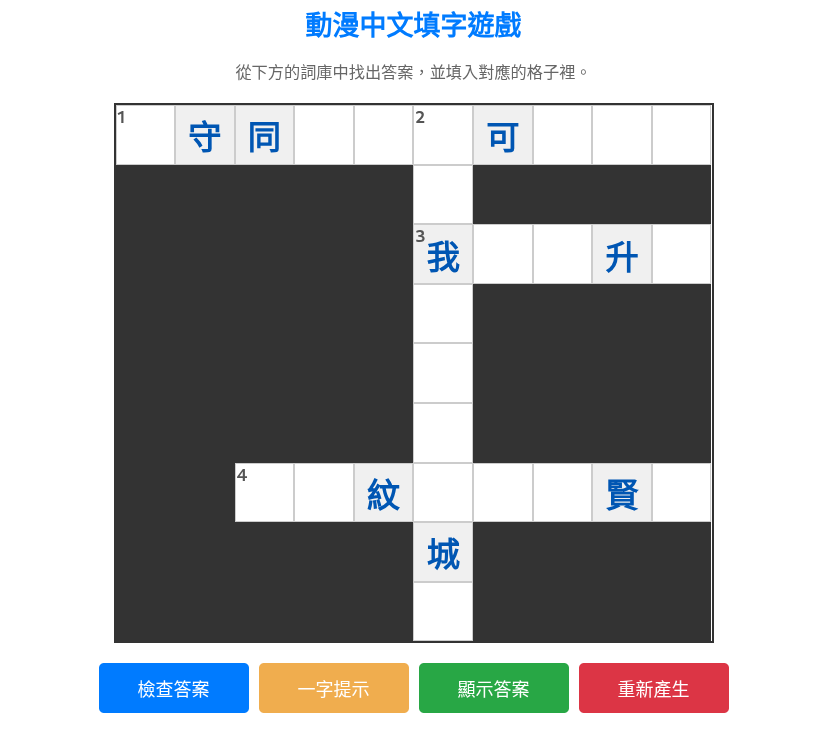 動漫中文填字遊戲
從下方的詞庫中找出答案，並填入對應的格子裡。
1 守 同 2 可
3 我 升
4 紋 賢
城
檢查答案 一字提示 顯示答案 重新產生